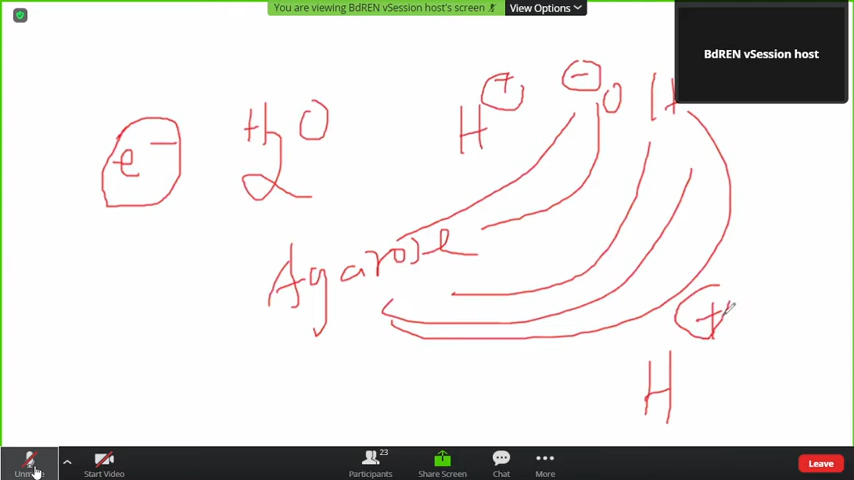 You are viewing BdREN vSession host's screen
View Options
BdREN vSession host
e⁻
H₂O
H⁺
⁻OH
Agarose
H⁺
Start Video
Participants
23
Share Screen
Chat
More
Leave